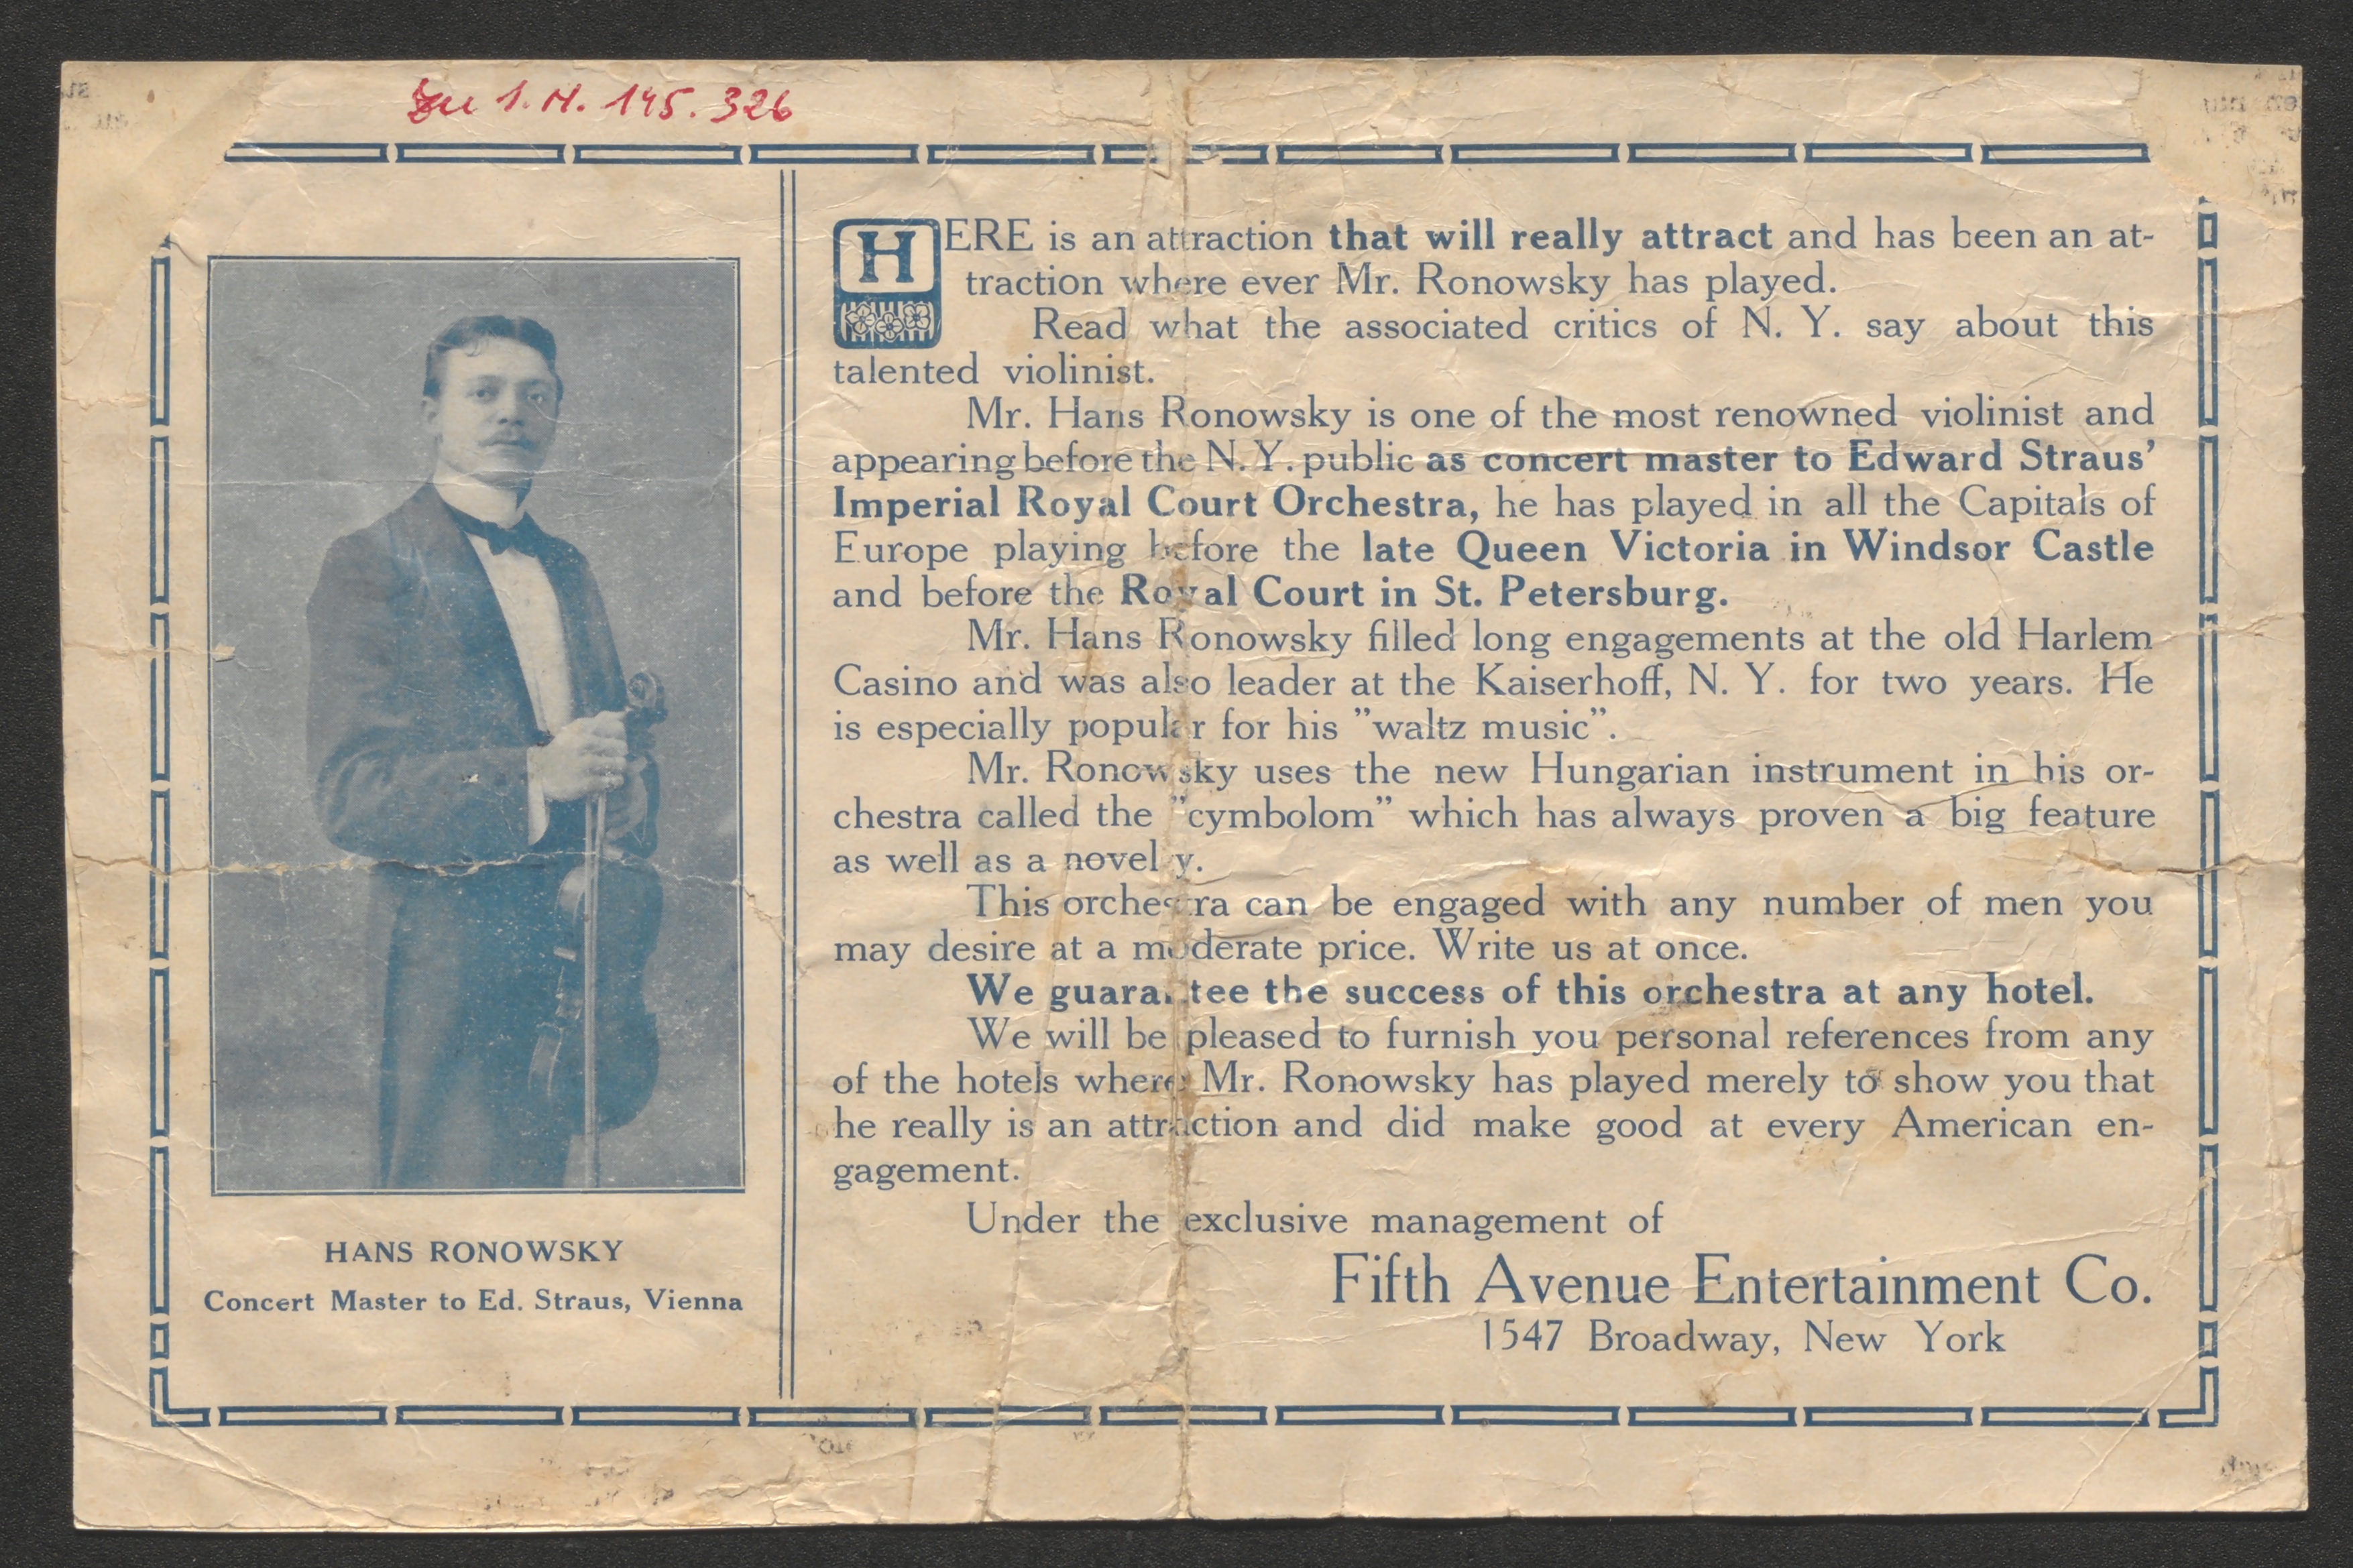 Zu I. N. 145.326
HERE is an attraction that will really attract and has been an at-
traction where ever Mr. Ronowsky has played.
Read what the associated critics of N. Y. say about this
talented violinist.
Mr. Hans Ronowsky is one of the most renowned violinist and
appearing before the N. Y. public as concert master to Edward Straus’
Imperial Royal Court Orchestra, he has played in all the Capitals of
Europe playing before the late Queen Victoria in Windsor Castle
and before the Royal Court in St. Petersburg.
Mr. Hans Ronowsky filled long engagements at the old Harlem
Casino and was also leader at the Kaiserhoff, N. Y. for two years. He
is especially popular for his ”waltz music”.
Mr. Ronowsky uses the new Hungarian instrument in his or-
chestra called the ”cymbolom” which has always proven a big feature
as well as a novelty.
This orchestra can be engaged with any number of men you
may desire at a moderate price. Write us at once.
We guarantee the success of this orchestra at any hotel.
We will be pleased to furnish you personal references from any
of the hotels where Mr. Ronowsky has played merely to show you that
he really is an attraction and did make good at every American en-
gagement.
Under the exclusive management of
Fifth Avenue Entertainment Co.
1547 Broadway, New York
HANS RONOWSKY
Concert Master to Ed. Straus, Vienna